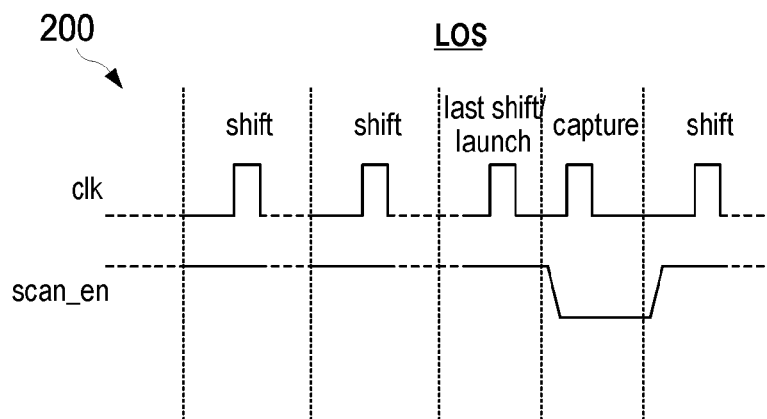 200
LOS
shift
shift
last shift/
launch
capture
shift
clk
scan_en